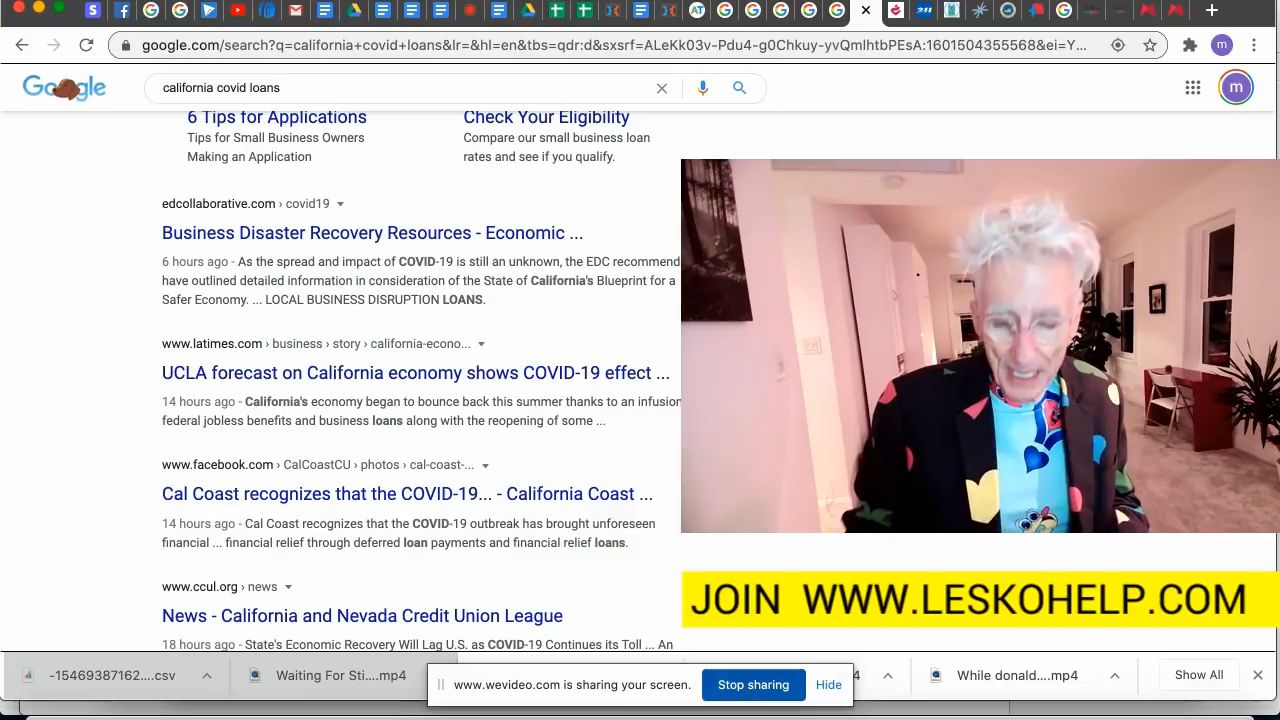 google.com/search?q=california+covid+loans&lr=&hl=en&tbs=qdr:d&sxsrf=ALeKk03v-Pdu4-g0Chkuy-yvQmlhtbPEsA:1601504355568&ei=Y...
m
Google
california covid loans
m
6 Tips for Applications
Tips for Small Business Owners
Making an Application
Check Your Eligibility
Compare our small business loan
rates and see if you qualify.
edcollaborative.com › covid19
Business Disaster Recovery Resources - Economic ...
6 hours ago - As the spread and impact of COVID-19 is still an unknown, the EDC recommend
have outlined detailed information in consideration of the State of California's Blueprint for a
Safer Economy. ... LOCAL BUSINESS DISRUPTION LOANS.
www.latimes.com › business › story › california-econo...
UCLA forecast on California economy shows COVID-19 effect ...
14 hours ago - California's economy began to bounce back this summer thanks to an infusion
federal jobless benefits and business loans along with the reopening of some ...
www.facebook.com › CalCoastCU › photos › cal-coast-...
Cal Coast recognizes that the COVID-19... - California Coast ...
14 hours ago - Cal Coast recognizes that the COVID-19 outbreak has brought unforeseen
financial ... financial relief through deferred loan payments and financial relief loans.
www.ccul.org › news
News - California and Nevada Credit Union League
18 hours ago - State's Economic Recovery Will Lag U.S. as COVID-19 Continues its Toll ... An
JOIN WWW.LESKOHELP.COM
-15469387162....csv
Waiting For Sti....mp4
www.wevideo.com is sharing your screen.
Stop sharing
Hide
4
While donald....mp4
Show All